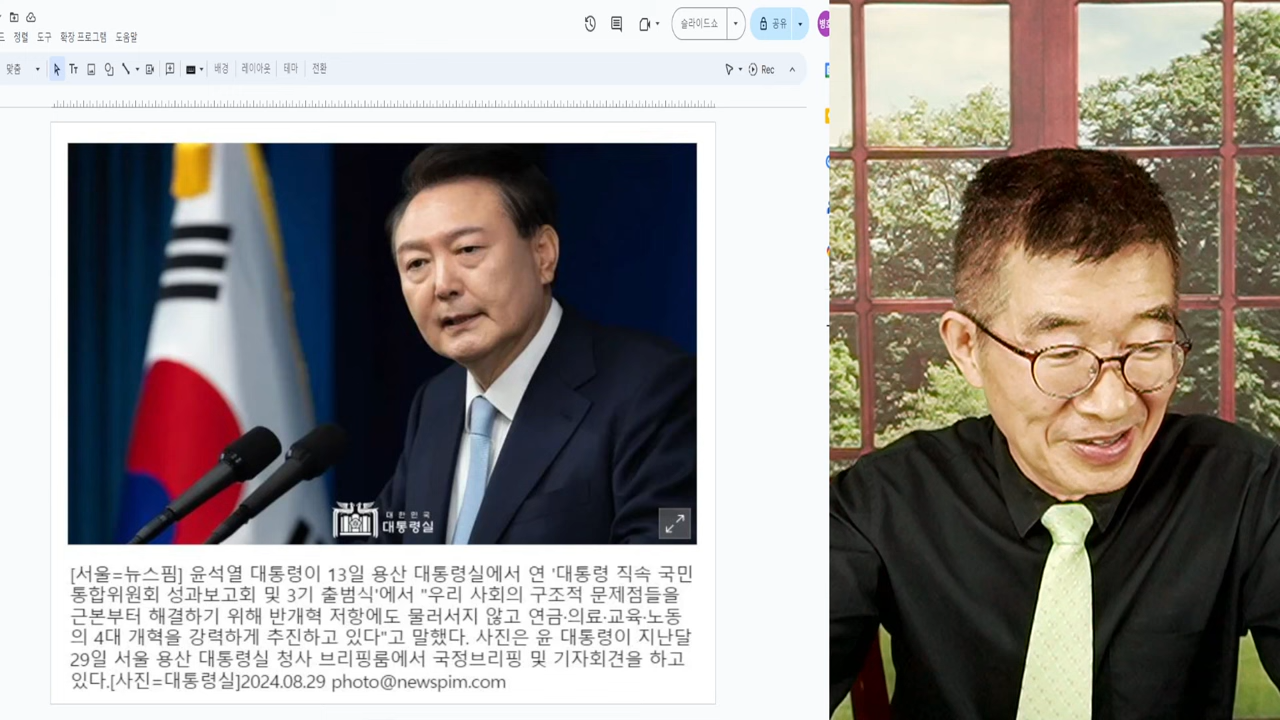 정렬 도구 확장 프로그램 도움말
슬라이드쇼
공유
맞춤
Tт
배경 레이아웃 테마 전환
Rec
대한민국
대통령실
[서울=뉴스핌] 윤석열 대통령이 13일 용산 대통령실에서 연 '대통령 직속 국민
통합위원회 성과보고회 및 3기 출범식'에서 "우리 사회의 구조적 문제점들을
근본부터 해결하기 위해 반개혁 저항에도 물러서지 않고 연금·의료·교육·노동
의 4대 개혁을 강력하게 추진하고 있다"고 말했다. 사진은 윤 대통령이 지난달
29일 서울 용산 대통령실 청사 브리핑룸에서 국정브리핑 및 기자회견을 하고
있다.[사진=대통령실]2024.08.29 photo@newspim.com